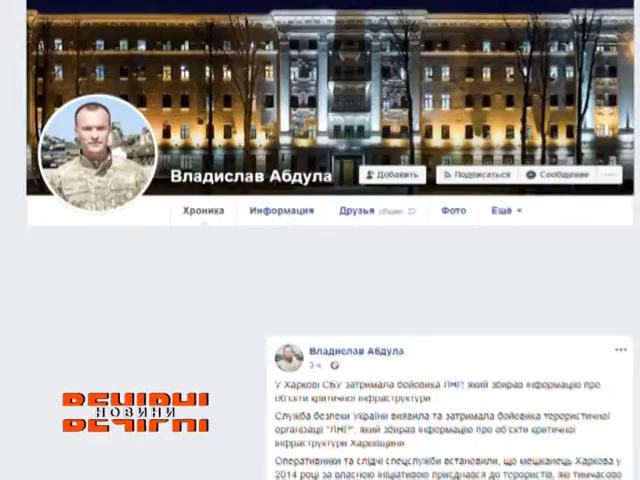 Владислав Абдула
Добавить
Подписаться
Сообщение
Хроника
Информация
Друзья общие: 27
Фото
Ещё
Владислав Абдула
3 ч.
У Харкові СБУ затримала бойовика ЛНР, який збирав інформацію про
об'єкти критичної інфраструктури
Служба безпеки України виявила та затримала бойовика терористичної
організації "ЛНР", який збирав інформацію про об'єкти критичної
інфраструктури Харківщини.
Оперативники та слідчі спецслужби встановили, що мешканець Харкова у
2014 році за власною ініціативою приєднався до терористів, які тимчасово
ВЕЧІРНІ
НОВИНИ
ВЕЧІРНІ